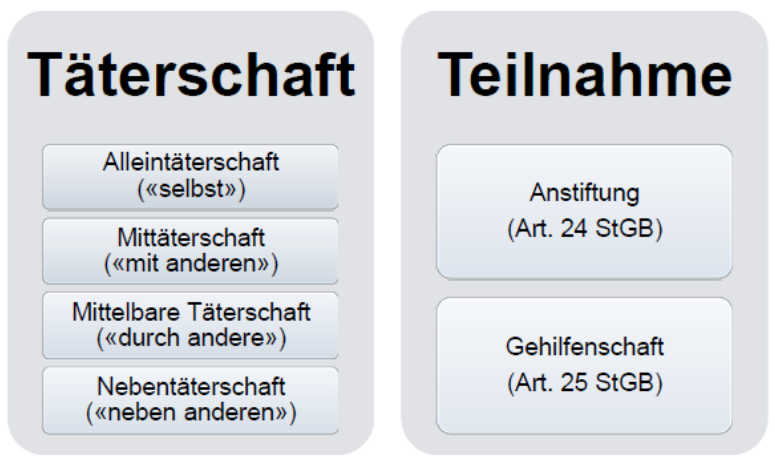 Täterschaft
Alleintäterschaft
(«selbst»)
Mittäterschaft
(«mit anderen»)
Mittelbare Täterschaft
(«durch andere»)
Nebentäterschaft
(«neben anderen»)
Teilnahme
Anstiftung
(Art. 24 StGB)
Gehilfenschaft
(Art. 25 StGB)